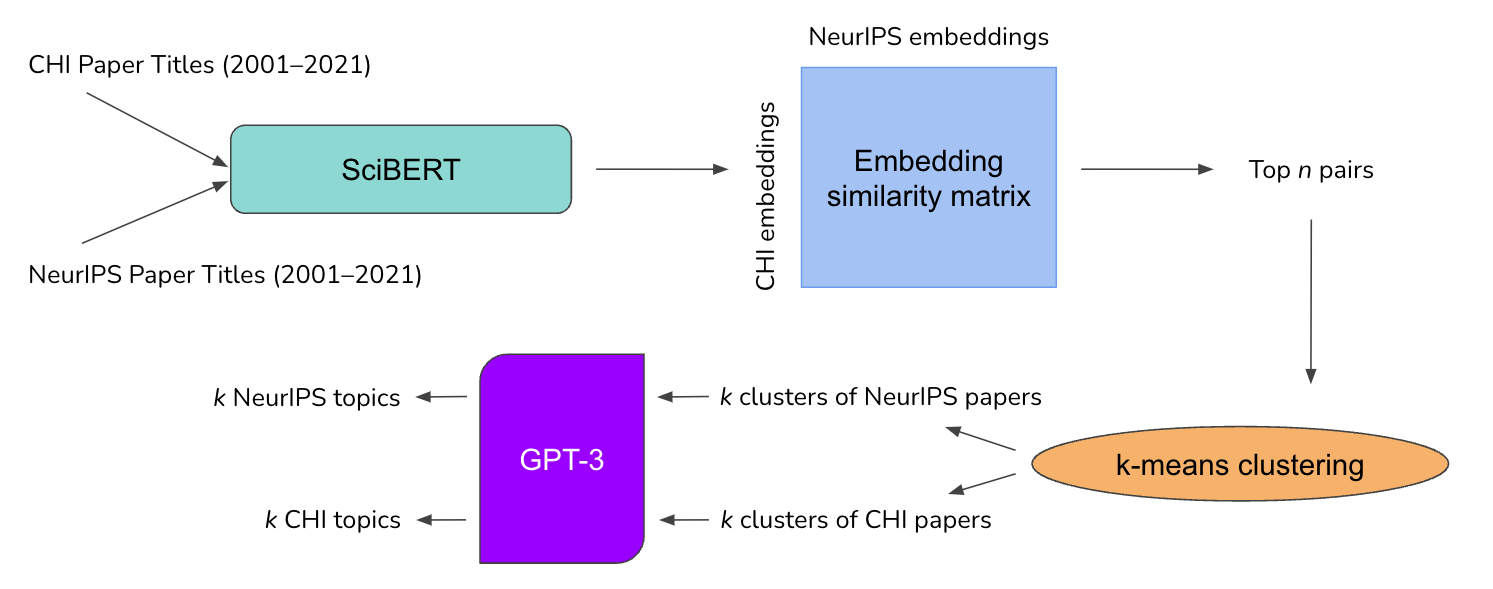 CHI Paper Titles (2001–2021)
NeurIPS Paper Titles (2001–2021)
SciBERT
NeurIPS embeddings
CHI embeddings
Embedding
similarity matrix
Top n pairs
k-means clustering
k clusters of NeurIPS papers
k clusters of CHI papers
GPT-3
k NeurIPS topics
k CHI topics